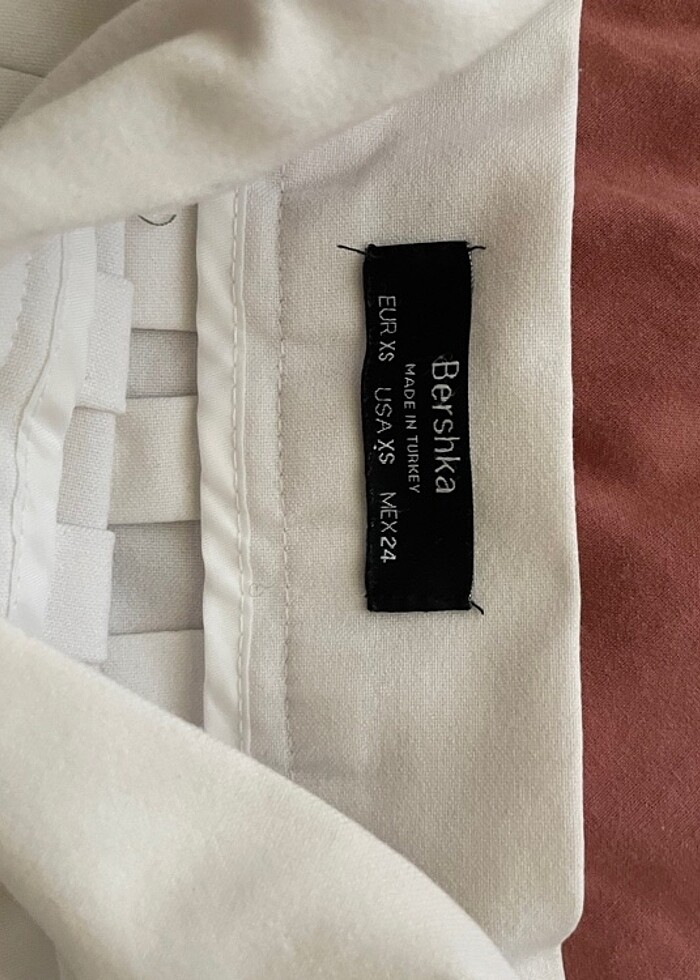 Bershka
MADE IN TURKEY
EUR XS USA XS MEX 24